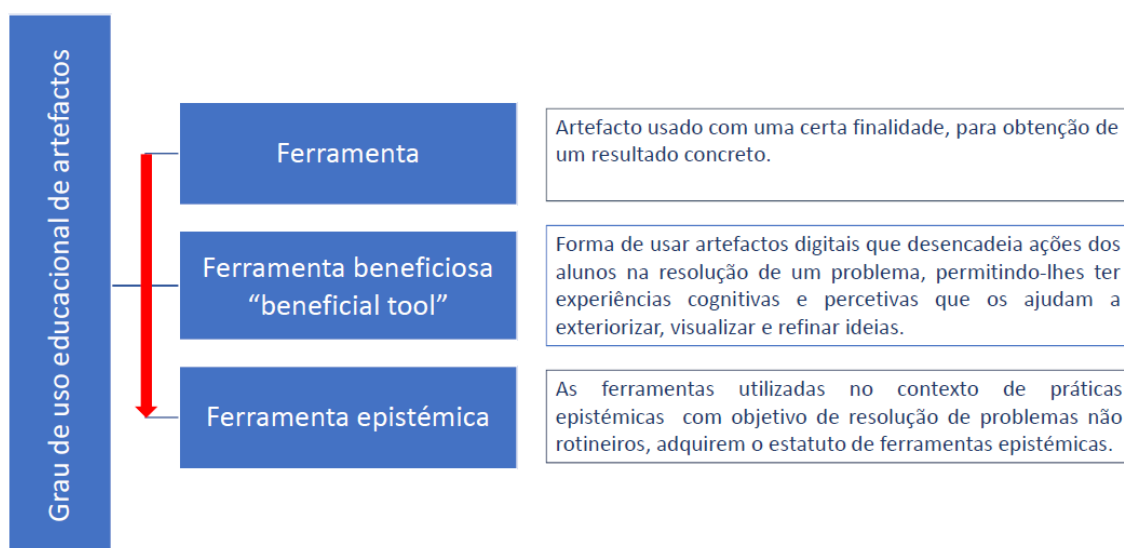 Grau de uso educacional de artefactos
Ferramenta
Artefacto usado com uma certa finalidade, para obtenção de
um resultado concreto.
Ferramenta beneficiosa
“beneficial tool”
Forma de usar artefactos digitais que desencadeia ações dos
alunos na resolução de um problema, permitindo-lhes ter
experiências cognitivas e percetivas que os ajudam a
exteriorizar, visualizar e refinar ideias.
Ferramenta epistémica
As ferramentas utilizadas no contexto de práticas
epistémicas com objetivo de resolução de problemas não
rotineiros, adquirem o estatuto de ferramentas epistémicas.